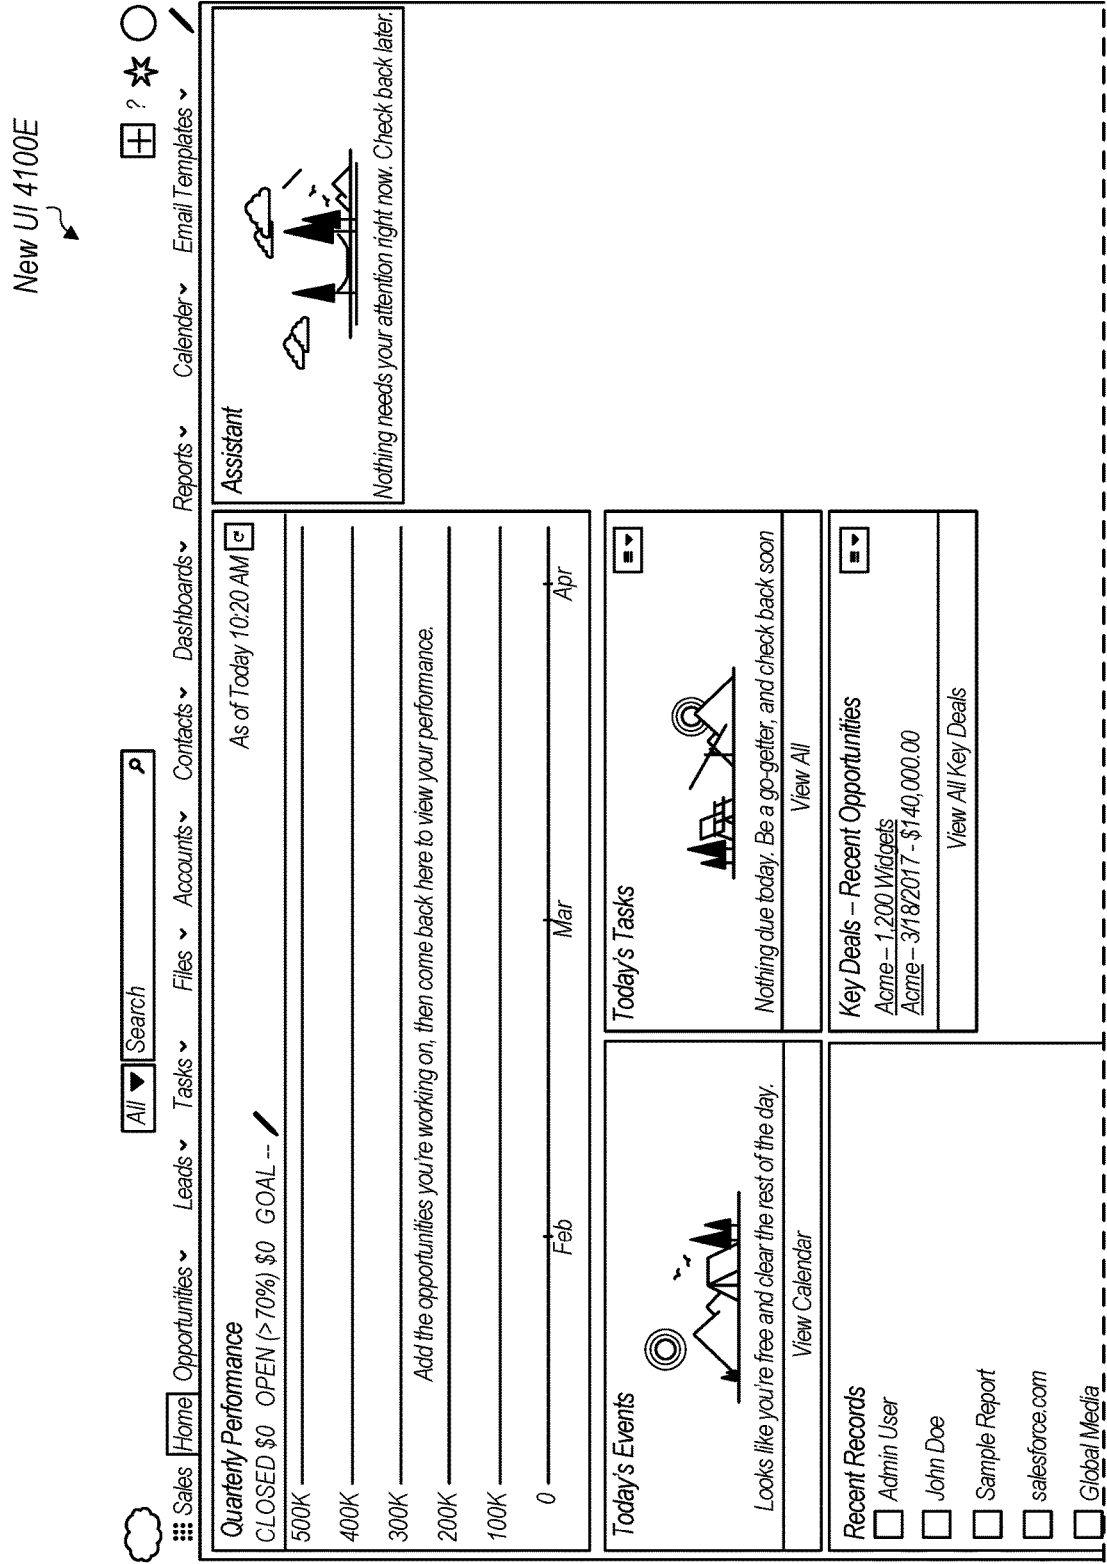 New UI 4100E
All Search
?
Sales Home Opportunities Leads Tasks Files Accounts Contacts Dashboards Reports Calender Email Templates
Quarterly Performance
As of Today 10:20 AM
CLOSED $0 OPEN (>70%) $0 GOAL --
500K
400K
300K
Add the opportunities you're working on, then come back here to view your performance.
200K
100K
0
Feb Mar Apr
Assistant
Nothing needs your attention right now. Check back later.
Today's Events
Looks like you're free and clear the rest of the day.
View Calendar
Today's Tasks
Nothing due today. Be a go-getter, and check back soon
View All
Recent Records
Admin User
John Doe
Sample Report
salesforce.com
Global Media
Key Deals – Recent Opportunities
Acme – 1,200 Widgets
Acme – 3/18/2017 - $140,000.00
View All Key Deals